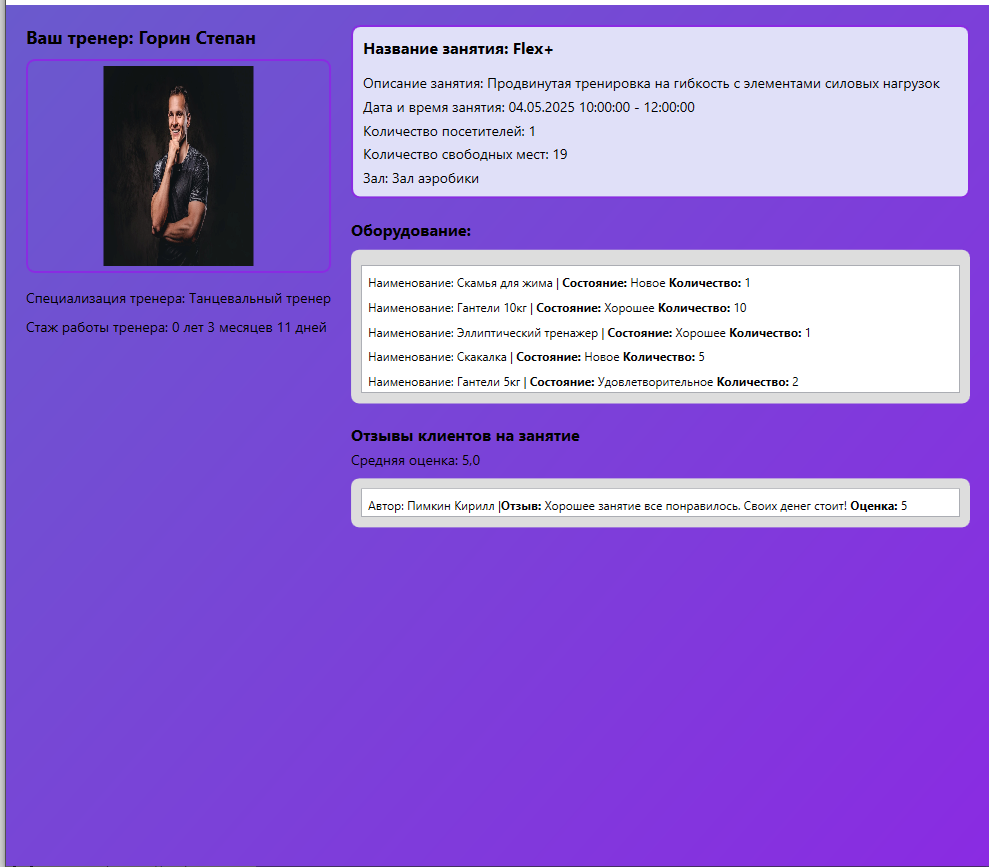 Ваш тренер: Горин Степан
Специализация тренера: Танцевальный тренер
Стаж работы тренера: 0 лет 3 месяцев 11 дней
Название занятия: Flex+
Описание занятия: Продвинутая тренировка на гибкость с элементами силовых нагрузок
Дата и время занятия: 04.05.2025 10:00:00 - 12:00:00
Количество посетителей: 1
Количество свободных мест: 19
Зал: Зал аэробики
Оборудование:
Наименование: Скамья для жима | Состояние: Новое Количество: 1
Наименование: Гантели 10кг | Состояние: Хорошее Количество: 10
Наименование: Эллиптический тренажер | Состояние: Хорошее Количество: 1
Наименование: Скакалка | Состояние: Новое Количество: 5
Наименование: Гантели 5кг | Состояние: Удовлетворительное Количество: 2
Отзывы клиентов на занятие
Средняя оценка: 5,0
Автор: Пимкин Кирилл |Отзыв: Хорошее занятие все понравилось. Своих денег стоит! Оценка: 5